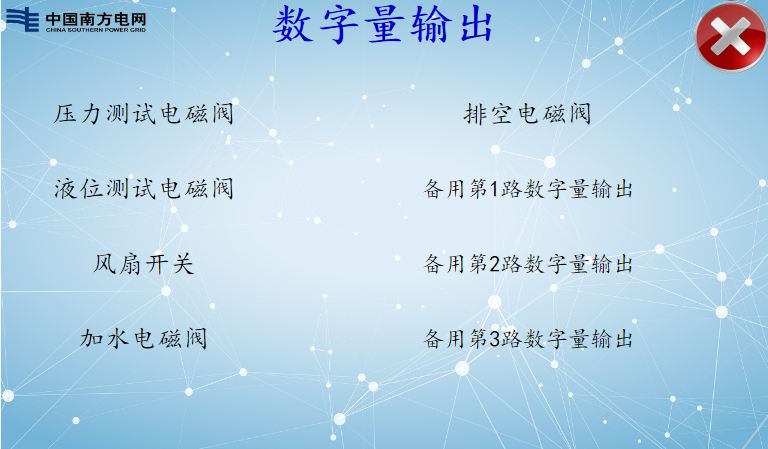 中国南方电网
CHINA SOUTHERN POWER GRID
数字量输出
压力测试电磁阀
排空电磁阀
液位测试电磁阀
备用第1路数字量输出
风扇开关
备用第2路数字量输出
加水电磁阀
备用第3路数字量输出